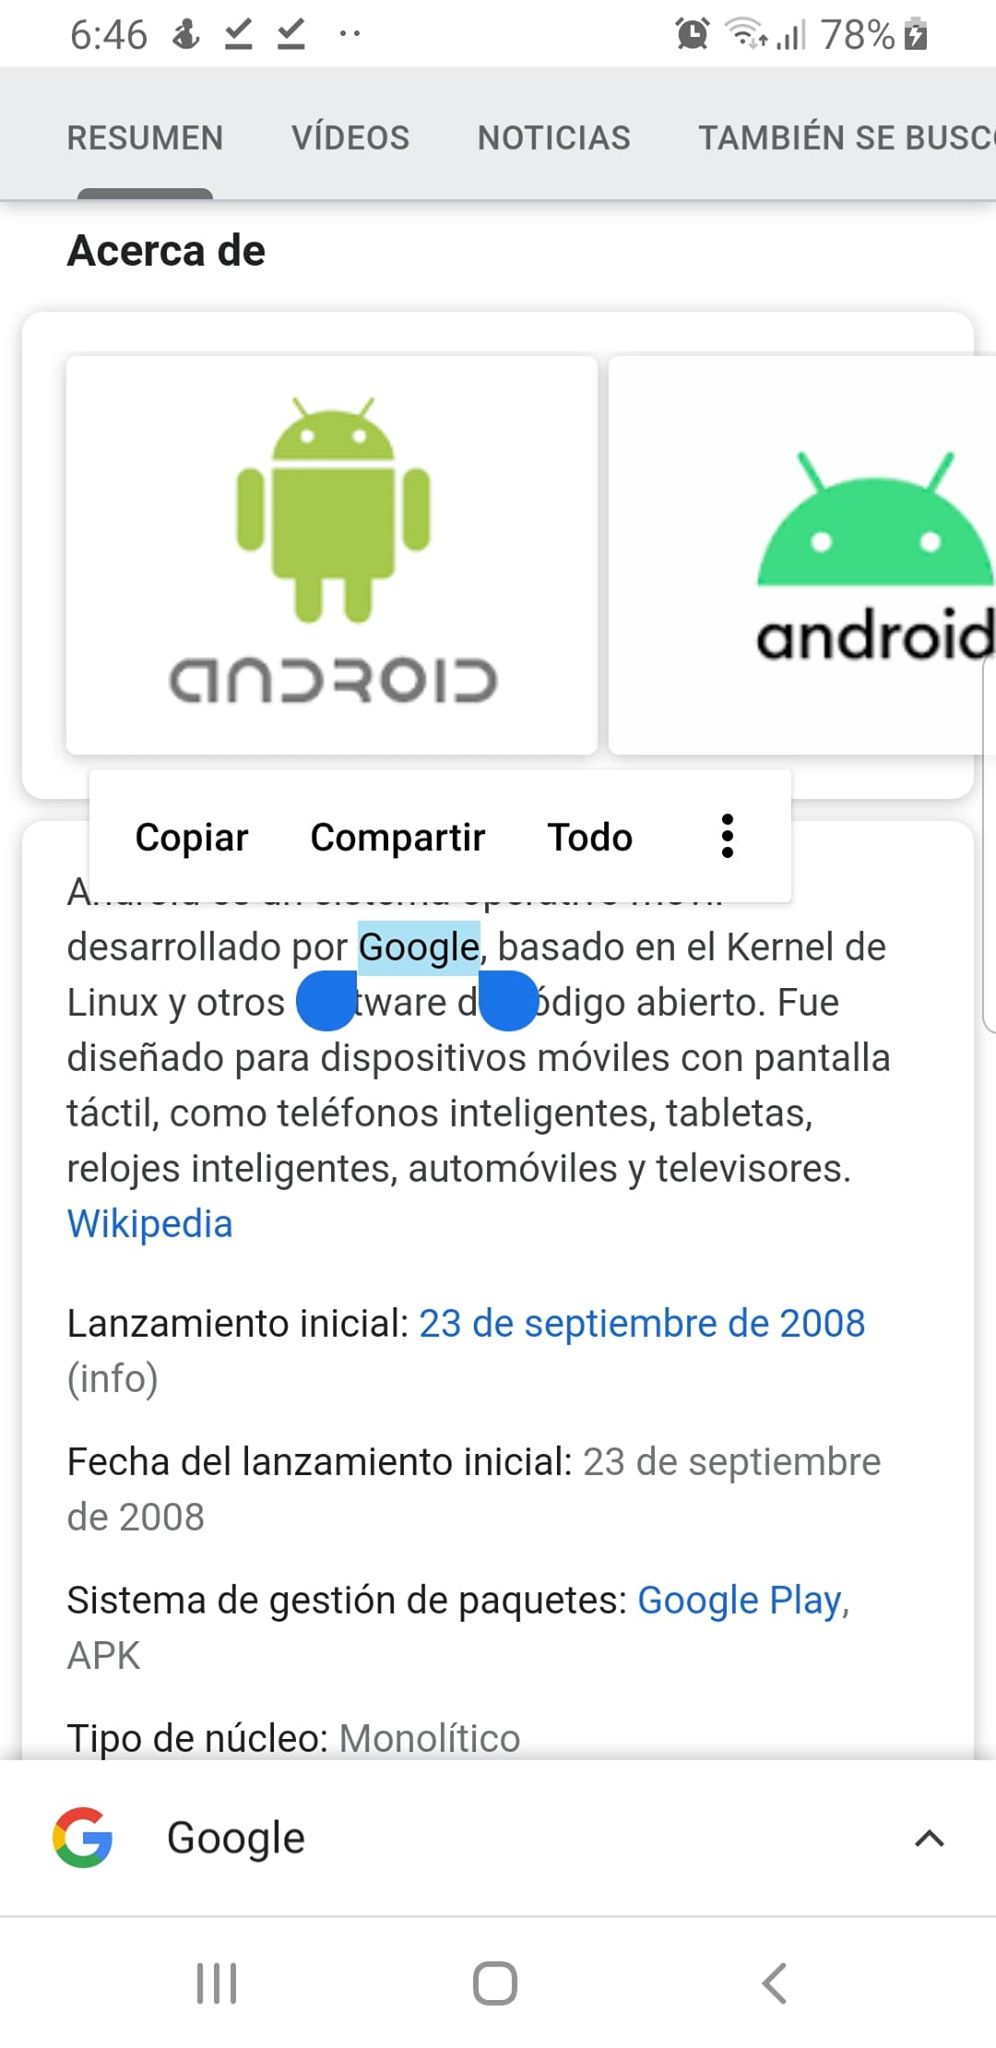 6:46
78%
RESUMEN VÍDEOS NOTICIAS TAMBIÉN SE BUSC
Acerca de
ANDROID
android
Copiar Compartir Todo
desarrollado por Google, basado en el Kernel de
Linux y otros tware d ódigo abierto. Fue
diseñado para dispositivos móviles con pantalla
táctil, como teléfonos inteligentes, tabletas,
relojes inteligentes, automóviles y televisores.
Wikipedia
Lanzamiento inicial: 23 de septiembre de 2008
(info)
Fecha del lanzamiento inicial: 23 de septiembre
de 2008
Sistema de gestión de paquetes: Google Play,
APK
Tipo de núcleo: Monolítico
Google